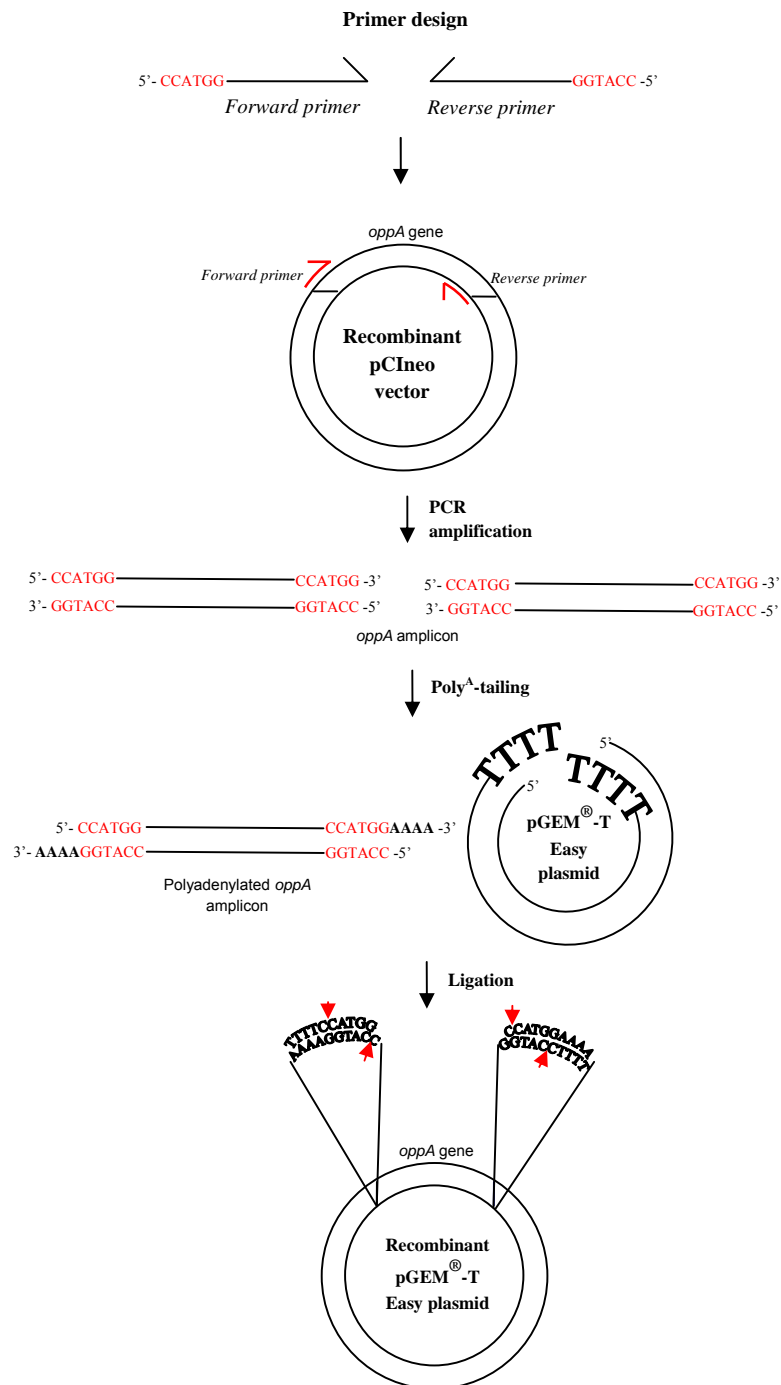 Primer design
5’- CCATGG GGTACC -5’
Forward primer Reverse primer
oppA gene
Forward primer Reverse primer
Recombinant
pCIneo
vector
PCR
amplification
5’- CCATGG CCATGG -3’ 5’- CCATGG CCATGG -3’
3’- GGTACC GGTACC -5’ 3’- GGTACC GGTACC -5’
oppA amplicon
Poly^A-tailing
TTTT 5’
5’ TTTT
5’- CCATGG CCATGGAAAA -3’
3’- AAAAGGTACC GGTACC -5’
pGEM®-T
Easy
plasmid
Polyadenylated oppA
amplicon
Ligation
TTTTCCATGG CCATGGAAAA
AAAAGGTACC GGTACCTTTT
oppA gene
Recombinant
pGEM®-T
Easy plasmid